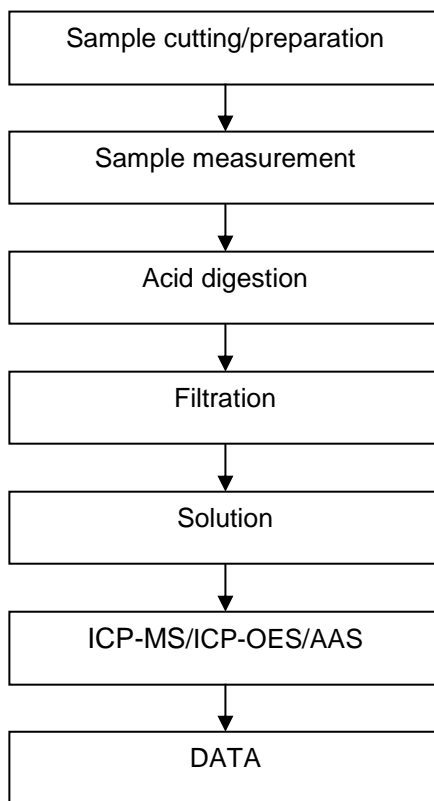 Sample cutting/preparation
Sample measurement
Acid digestion
Filtration
Solution
ICP-MS/ICP-OES/AAS
DATA